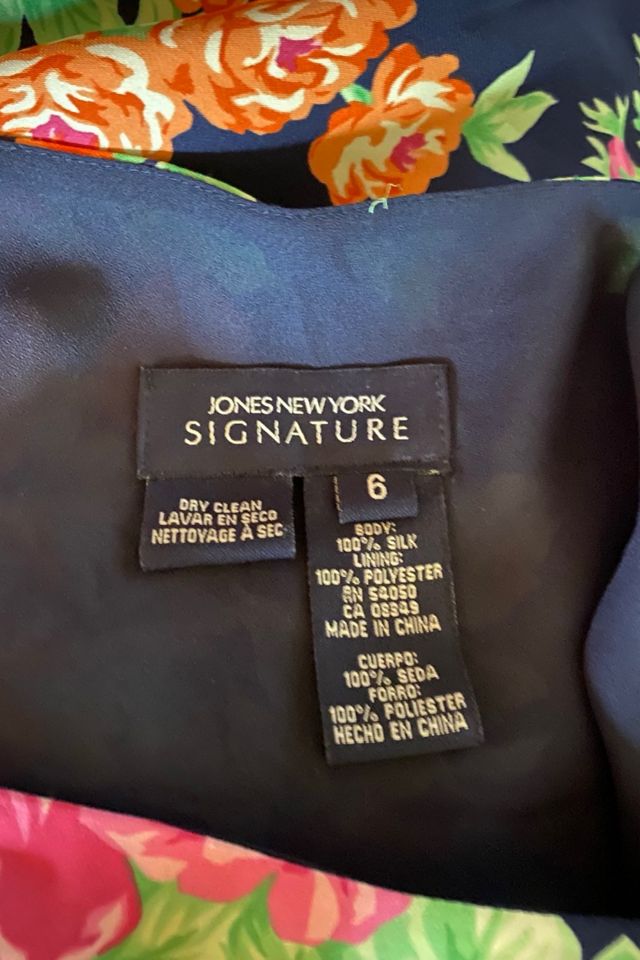 JONES NEW YORK
SIGNATURE
6
DRY CLEAN
LAVAR EN SECO
NETTOYAGE À SEC
BODY:
100% SILK
LINING:
100% POLYESTER
RN 54050
CA 08949
MADE IN CHINA
CUERPO:
100% SEDA
FORRO:
100% POLIESTER
HECHO EN CHINA